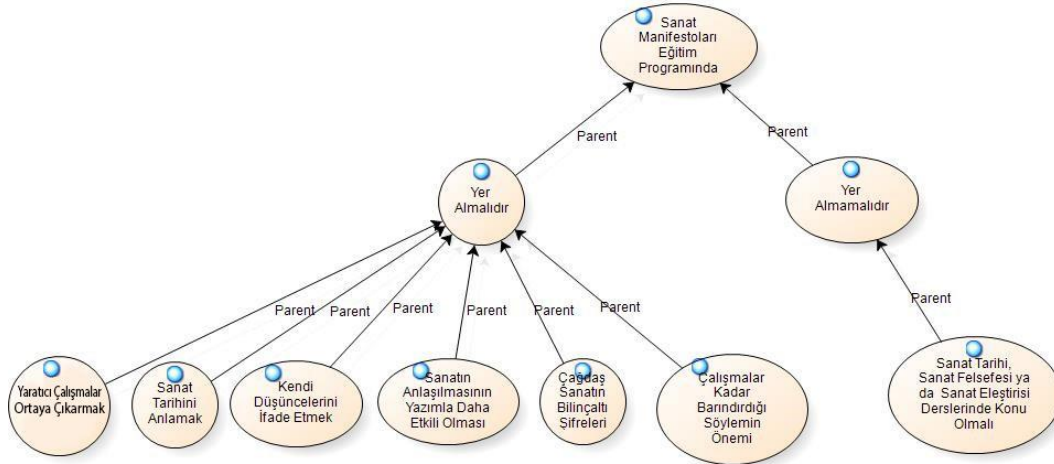 Sanat
Manifestoları
Eğitim
Programında
Parent
Parent
Yer
Almalıdır
Yer
Almamalıdır
Parent
Parent
Parent
Parent
Parent
Parent
Parent
Yaratıcı Çalışmalar
Ortaya Çıkarmak
Sanat
Tarihini
Anlamak
Kendi
Düşüncelerini
İfade Etmek
Sanatın
Anlaşılmasının
Yazımla Daha
Etkili Olması
Çağdaş
Sanatın
Bilinçaltı
Şifreleri
Çalışmalar
Kadar
Barındırdığı
Söylemin
Önemi
Sanat Tarihi,
Sanat Felsefesi ya
da Sanat Eleştirisi
Derslerinde Konu
Olmalı